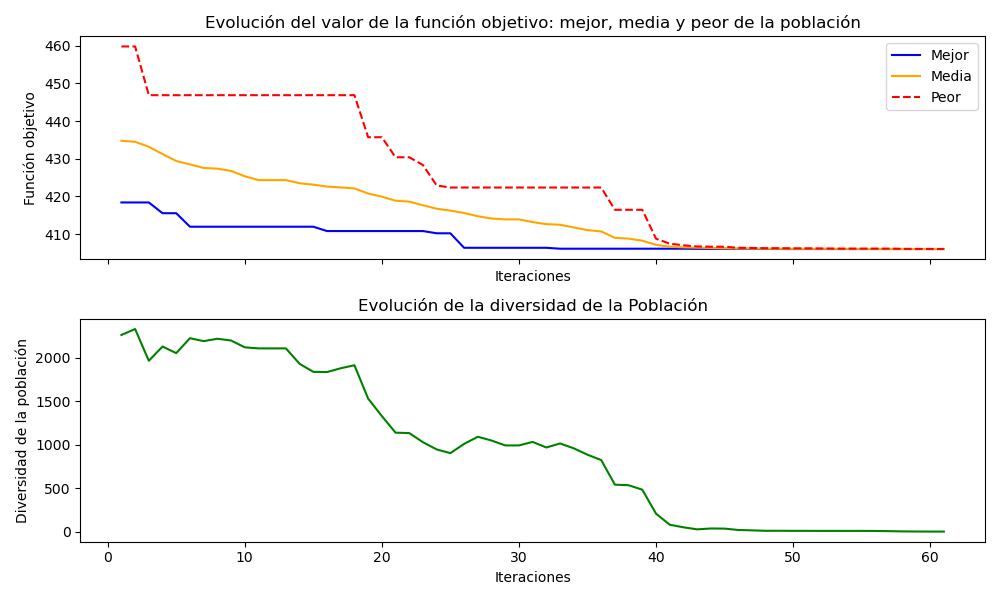 Evolución del valor de la función objetivo: mejor, media y peor de la población
Función objetivo
460
450
440
430
420
410
Mejor
Media
Peor
Iteraciones
Evolución de la diversidad de la Población
Diversidad de la población
2000
1500
1000
500
0
0 10 20 30 40 50 60
Iteraciones